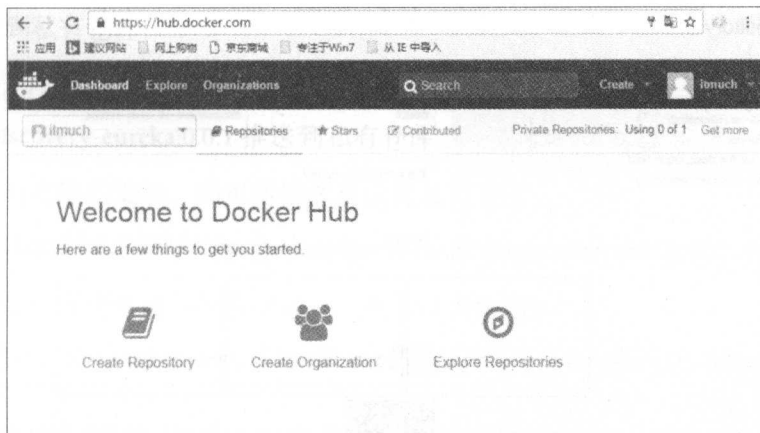 https://hub.docker.com
应用 建议网站 网上购物 京东商城 专注于Win7 从 IE 中导入
Dashboard Explore Organizations Search Create
Repositories Stars Contributed Private Repositories: Using 0 of 1 Get more
Welcome to Docker Hub
Here are a few things to get you started.
Create Repository Create Organization Explore Repositories